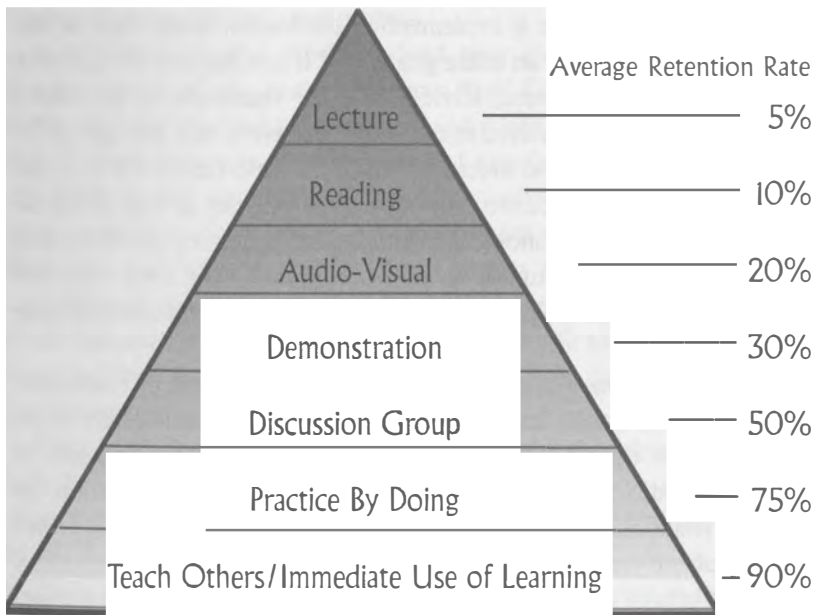 Average Retention Rate
Lecture 5%
Reading 10%
Audio-Visual 20%
Demonstration 30%
Discussion Group 50%
Practice By Doing 75%
Teach Others/Immediate Use of Learning 90%